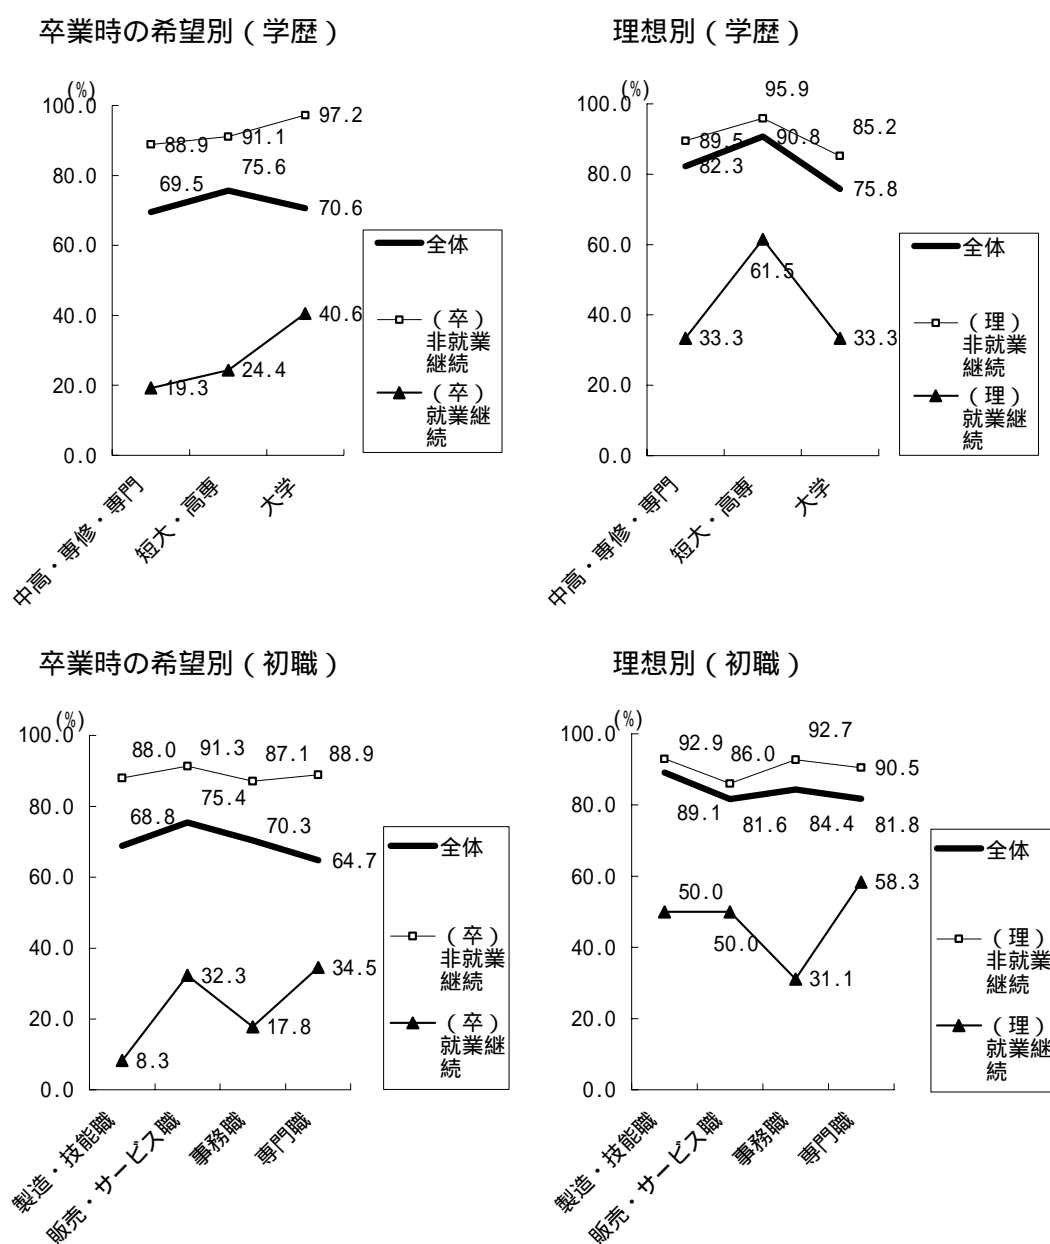 卒業時の希望別（学歴）
(%)
100.0
80.0
60.0
40.0
20.0
0.0
97.2
88.9
91.1
75.6
69.5
70.6
40.6
24.4
19.3
全体
（卒）
非就業
継続
（卒）
就業継
続
中高・専修・専門
短大・高専
大学
理想別（学歴）
(%)
100.0
80.0
60.0
40.0
20.0
0.0
95.9
89.5
90.8
85.2
82.3
75.8
61.5
33.3
33.3
全体
（理）
非就業
継続
（理）
就業継
続
中高・専修・専門
短大・高専
大学
卒業時の希望別（初職）
(%)
100.0
80.0
60.0
40.0
20.0
0.0
88.0
91.3
87.1
88.9
68.8
75.4
70.3
64.7
32.3
34.5
17.8
8.3
全体
（卒）
非就業
継続
（卒）
就業継
続
製造・技能職
販売・サービス職
事務職
専門職
理想別（初職）
(%)
100.0
80.0
60.0
40.0
20.0
0.0
92.9
86.0
92.7
90.5
89.1
81.6
84.4
81.8
50.0
50.0
31.1
58.3
全体
（理）
非就業
継続
（理）
就業継
続
製造・技能職
販売・サービス職
事務職
専門職